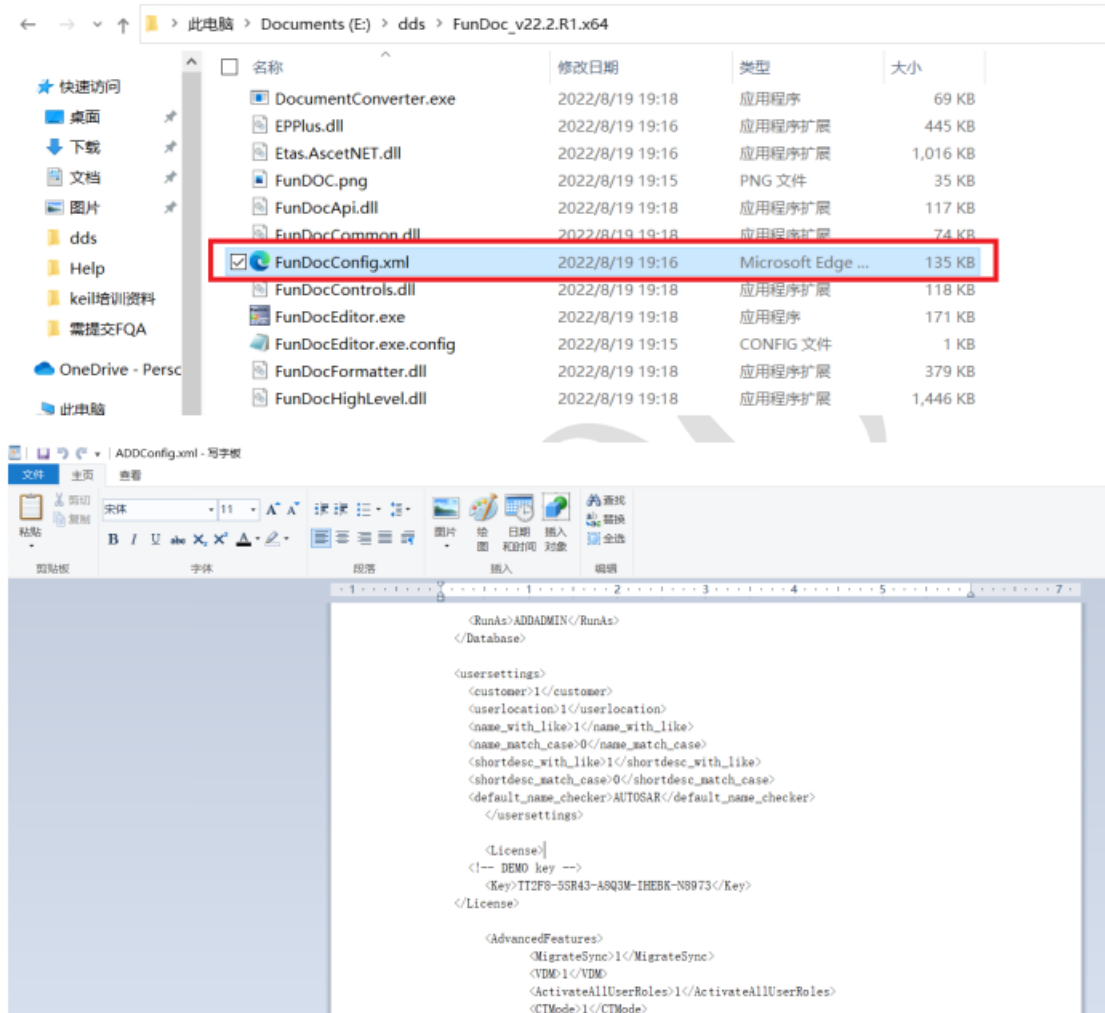 此电脑 > Documents (E:) > dds > FunDoc_v22.2.R1.x64
名称 修改日期 类型 大小
快速访问
桌面
下载
文档
图片
dds
Help
keil培训资料
需提交FQA
OneDrive - Persc
此电脑
DocumentConverter.exe 2022/8/19 19:18 应用程序 69 KB
EPPlus.dll 2022/8/19 19:16 应用程序扩展 445 KB
Etas.AscetNET.dll 2022/8/19 19:16 应用程序扩展 1,016 KB
FunDOC.png 2022/8/19 19:15 PNG 文件 35 KB
FunDocApi.dll 2022/8/19 19:18 应用程序扩展 117 KB
FunDocCommon.dll 2022/8/19 19:18 应用程序扩展 74 KB
FunDocConfig.xml 2022/8/19 19:16 Microsoft Edge ... 135 KB
FunDocControls.dll 2022/8/19 19:18 应用程序扩展 118 KB
FunDocEditor.exe 2022/8/19 19:18 应用程序 171 KB
FunDocEditor.exe.config 2022/8/19 19:15 CONFIG 文件 1 KB
FunDocFormatter.dll 2022/8/19 19:18 应用程序扩展 379 KB
FunDocHighLevel.dll 2022/8/19 19:18 应用程序扩展 1,446 KB
ADDConfig.xml - 写字板
文件 主页 查看
粘贴 剪切 复制
宋体 11
B I U abc X₂ X² A
图片 绘图 日期和时间 插入对象
查找
替换
全选
剪贴板 字体 段落 插入 编辑
1 1 2 3 4 5 7
<RunAs>ADDADMIN</RunAs>
</Database>
<usersettings>
<customer>1</customer>
<userlocation>1</userlocation>
<name_with_like>1</name_with_like>
<name_match_case>0</name_match_case>
<shortdesc_with_like>1</shortdesc_with_like>
<shortdesc_match_case>0</shortdesc_match_case>
<default_name_checker>AUTOSAR</default_name_checker>
</usersettings>
<License>
<!-- DEMO key -->
<Key>TT2F8-5SR43-A8Q3M-IHEBK-N8973</Key>
</License>
<AdvancedFeatures>
<MigrateSync>1</MigrateSync>
<VDM>1</VDM>
<ActivateAllUserRoles>1</ActivateAllUserRoles>
<CTMode>1</CTMode>